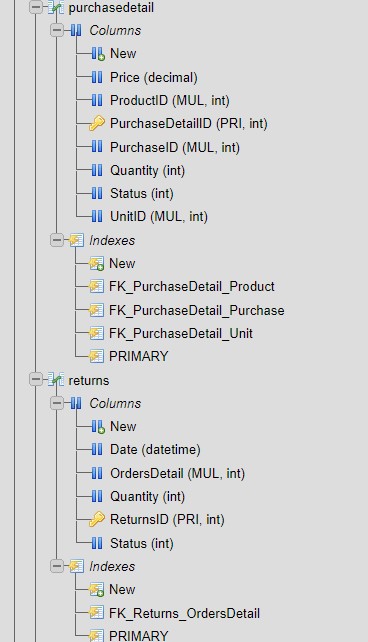 purchasedetail
Columns
New
Price (decimal)
ProductID (MUL, int)
PurchaseDetailID (PRI, int)
PurchaseID (MUL, int)
Quantity (int)
Status (int)
UnitID (MUL, int)
Indexes
New
FK_PurchaseDetail_Product
FK_PurchaseDetail_Purchase
FK_PurchaseDetail_Unit
PRIMARY
returns
Columns
New
Date (datetime)
OrdersDetail (MUL, int)
Quantity (int)
ReturnsID (PRI, int)
Status (int)
Indexes
New
FK_Returns_OrdersDetail
PRIMARY